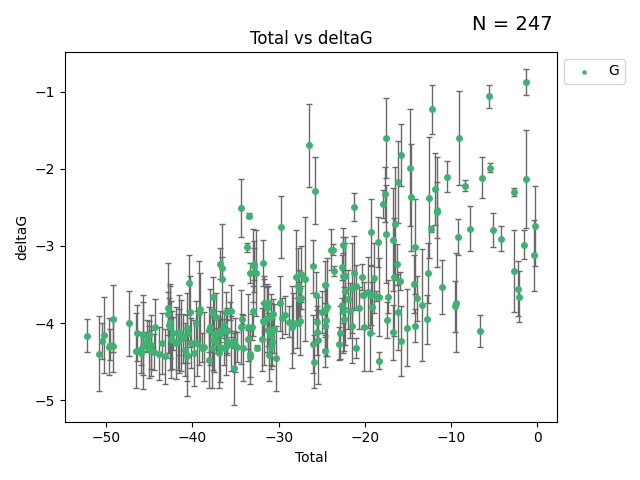 N = 247
Total vs deltaG
G
−1
−2
−3
−4
−5
deltaG
−50 −40 −30 −20 −10 0
Total